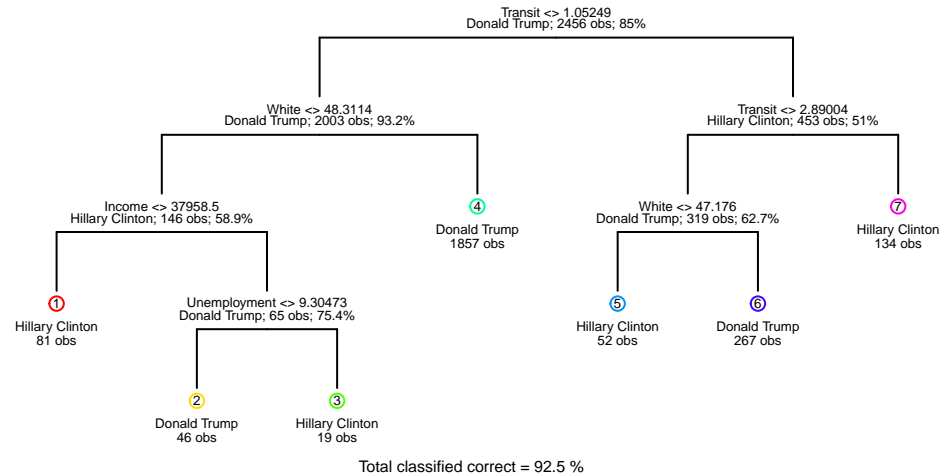 Transit <> 1.05249
Donald Trump; 2456 obs; 85%
White <> 48.3114
Donald Trump; 2003 obs; 93.2%
Transit <> 2.89004
Hillary Clinton; 453 obs; 51%
Income <> 37958.5
Hillary Clinton; 146 obs; 58.9%
4
Donald Trump
1857 obs
White <> 47.176
Donald Trump; 319 obs; 62.7%
7
Hillary Clinton
134 obs
1
Hillary Clinton
81 obs
Unemployment <> 9.30473
Donald Trump; 65 obs; 75.4%
5
Hillary Clinton
52 obs
6
Donald Trump
267 obs
2
Donald Trump
46 obs
3
Hillary Clinton
19 obs
Total classified correct = 92.5 %